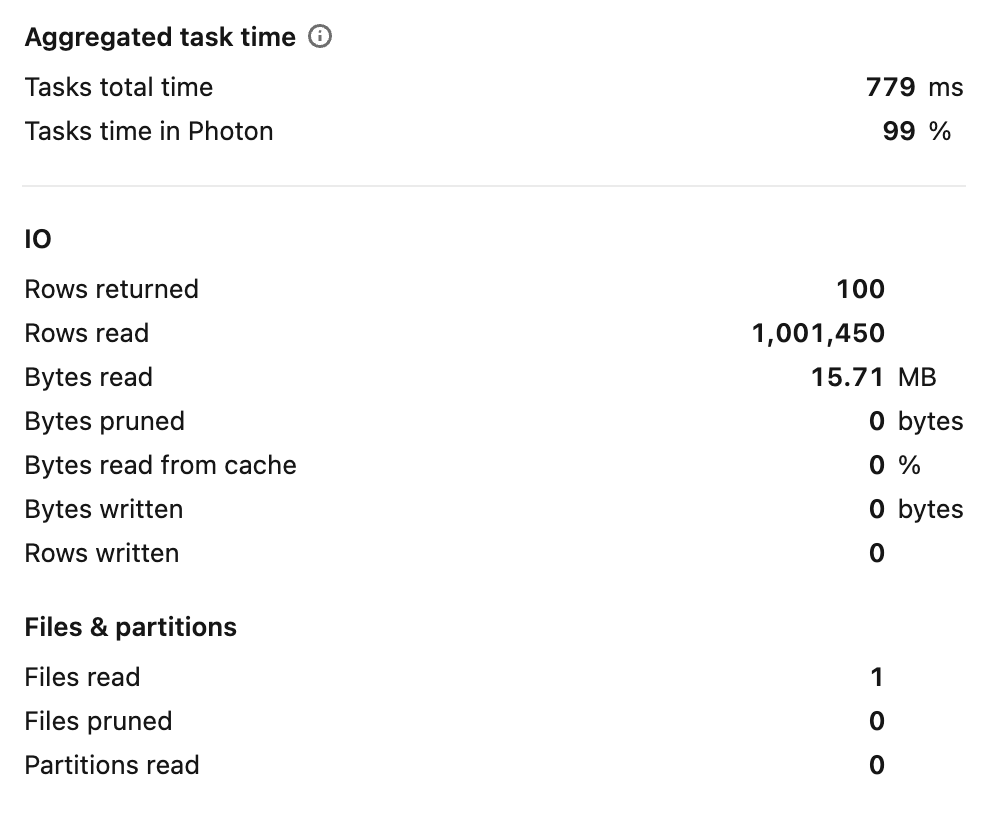 Aggregated task time
Tasks total time 779 ms
Tasks time in Photon 99 %
IO
Rows returned 100
Rows read 1,001,450
Bytes read 15.71 MB
Bytes pruned 0 bytes
Bytes read from cache 0 %
Bytes written 0 bytes
Rows written 0
Files & partitions
Files read 1
Files pruned 0
Partitions read 0